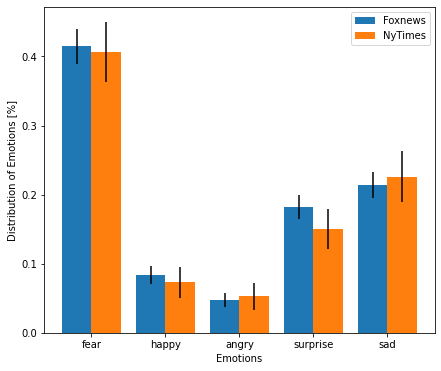 Foxnews
NyTimes
Distribution of Emotions [%]
0.4
0.3
0.2
0.1
0.0
fear happy angry surprise sad
Emotions